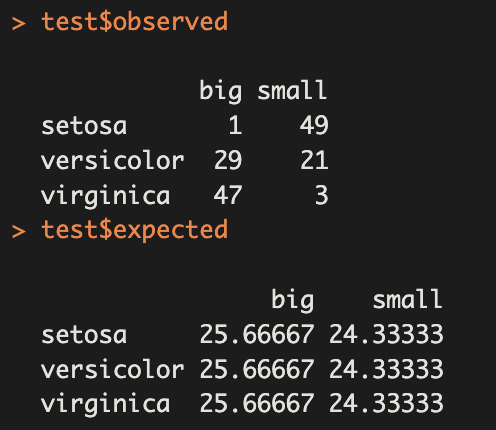 > test$observed
big small
setosa 1 49
versicolor 29 21
virginica 47 3
> test$expected
big small
setosa 25.66667 24.33333
versicolor 25.66667 24.33333
virginica 25.66667 24.33333